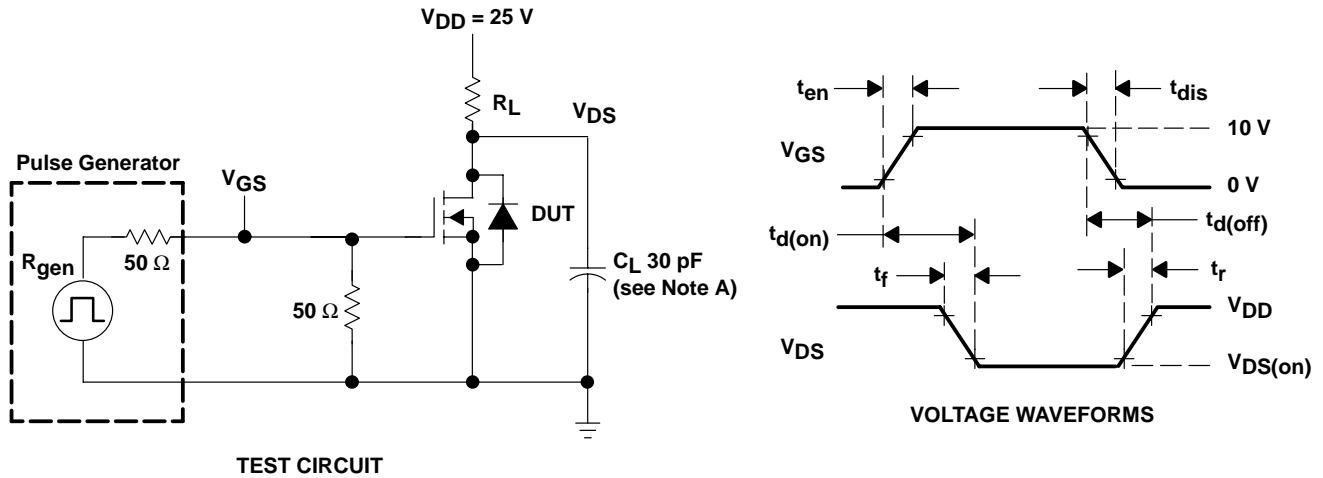 VDD = 25 V
RL
VDS
Pulse Generator
VGS
Rgen
50 Ω
50 Ω
DUT
CL 30 pF
(see Note A)
TEST CIRCUIT
ten
tdis
VGS
10 V
0 V
td(on)
td(off)
tf
tr
VDS
VDD
VDS(on)
VOLTAGE WAVEFORMS